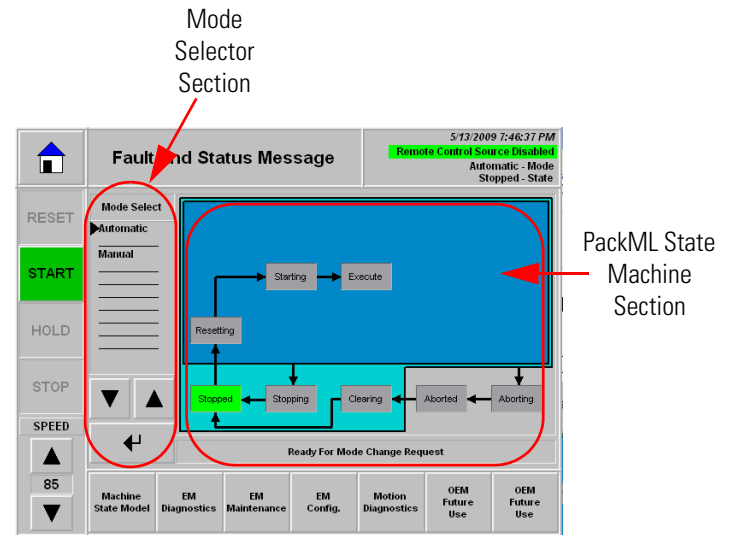 Mode
Selector
Section
5/13/2009 7:46:37 PM
Fault and Status Message
Remote Control Source Disabled
Automatic - Mode
Stopped - State
RESET
START
HOLD
STOP
SPEED
85
Mode Select
Automatic
Manual
Starting
Execute
Resetting
Stopped
Stopping
Clearing
Aborted
Aborting
Ready For Mode Change Request
PackML State
Machine
Section
Machine
State Model
EM
Diagnostics
EM
Maintenance
EM
Config.
Motion
Diagnostics
OEM
Future
Use
OEM
Future
Use